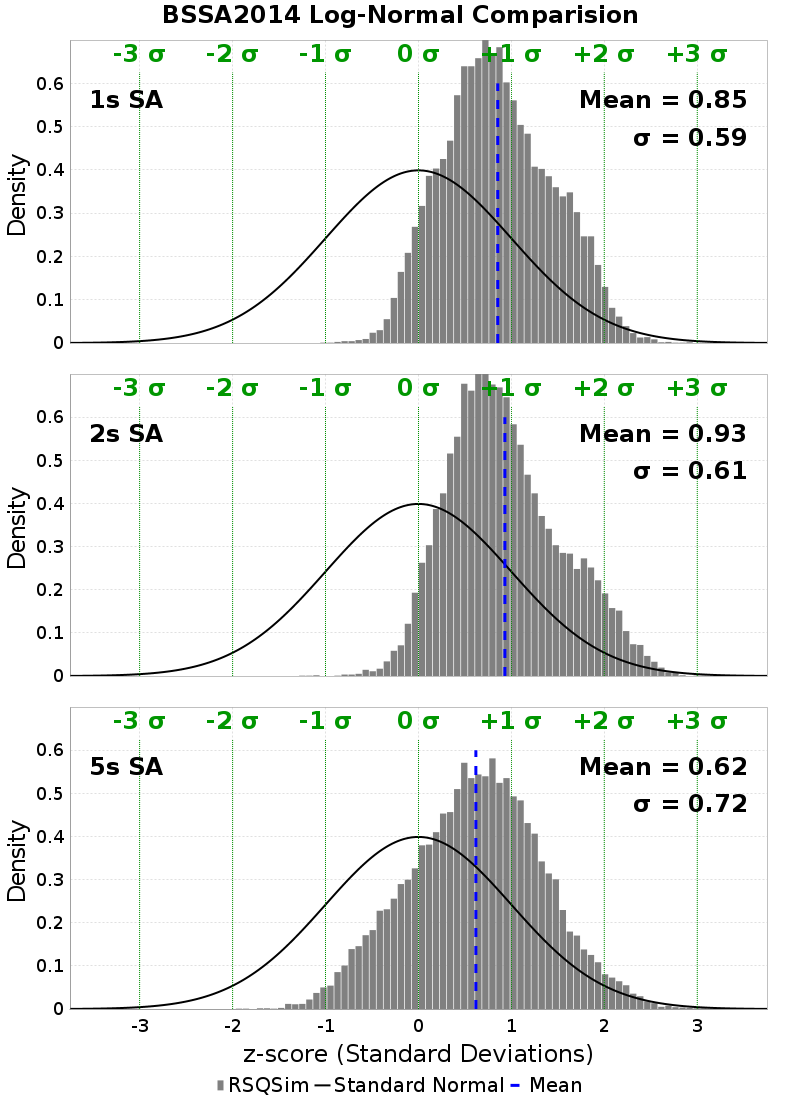 BSSA2014 Log-Normal Comparision
-3 σ -2 σ -1 σ 0 σ +1 σ +2 σ +3 σ
1s SA
Mean = 0.85
σ = 0.59
Density
0.6
0.5
0.4
0.3
0.2
0.1
0
-3 σ -2 σ -1 σ 0 σ +1 σ +2 σ +3 σ
2s SA
Mean = 0.93
σ = 0.61
Density
0.6
0.5
0.4
0.3
0.2
0.1
0
-3 σ -2 σ -1 σ 0 σ +1 σ +2 σ +3 σ
5s SA
Mean = 0.62
σ = 0.72
Density
0.6
0.5
0.4
0.3
0.2
0.1
0
-3 -2 -1 0 1 2 3
z-score (Standard Deviations)
RSQSim Standard Normal Mean